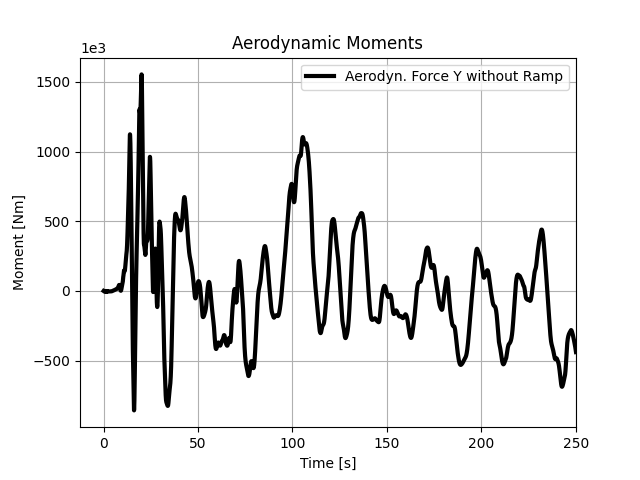 Aerodynamic Moments
1e3
Aerodyn. Force Y without Ramp
1500
1000
500
0
−500
Moment [Nm]
0 50 100 150 200 250
Time [s]